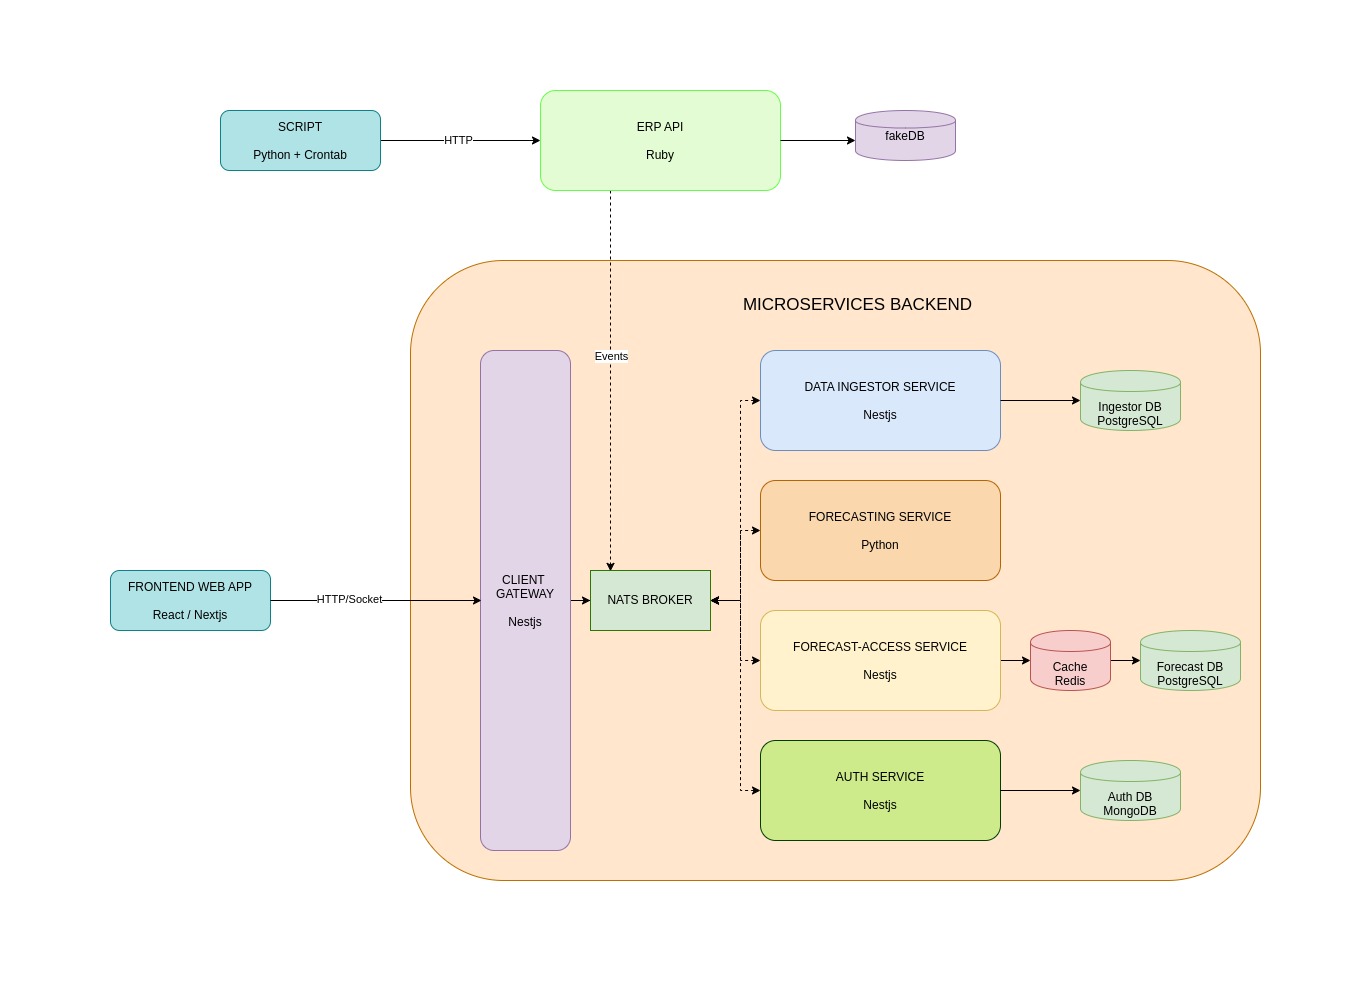 SCRIPT
Python + Crontab
HTTP
ERP API
Ruby
fakeDB
MICROSERVICES BACKEND
Events
DATA INGESTOR SERVICE
Nestjs
Ingestor DB
PostgreSQL
FORECASTING SERVICE
Python
FRONTEND WEB APP
React / Nextjs
HTTP/Socket
CLIENT
GATEWAY
Nestjs
NATS BROKER
FORECAST-ACCESS SERVICE
Nestjs
Cache
Redis
Forecast DB
PostgreSQL
AUTH SERVICE
Nestjs
Auth DB
MongoDB